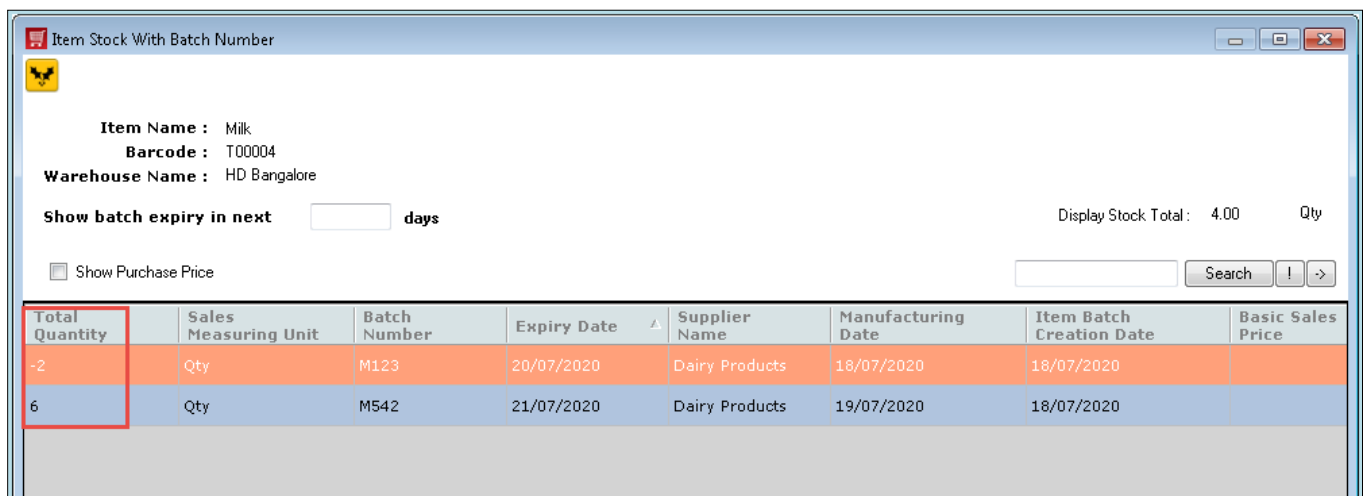 Item Stock With Batch Number
Item Name : Milk
Barcode : T00004
Warehouse Name : HD Bangalore
Show batch expiry in next days
Display Stock Total : 4.00 Qty
Show Purchase Price
Search ! ->
Total Quantity Sales Measuring Unit Batch Number Expiry Date Supplier Name Manufacturing Date Item Batch Creation Date Basic Sales Price
-2 Qty M123 20/07/2020 Dairy Products 18/07/2020 18/07/2020
6 Qty M542 21/07/2020 Dairy Products 19/07/2020 18/07/2020